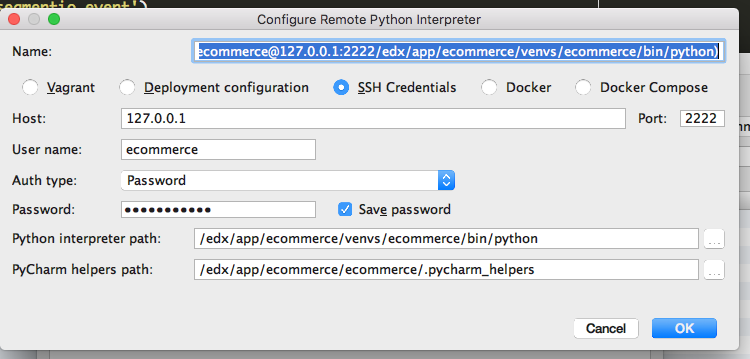 segmentio_event')
Configure Remote Python Interpreter
Name: ecommerce@127.0.0.1:2222/edx/app/ecommerce/venvs/ecommerce/bin/python)
Vagrant Deployment configuration SSH Credentials Docker Docker Compose
Host: 127.0.0.1 Port: 2222
User name: ecommerce
Auth type: Password
Password: ●●●●●●●●●●● Save password
Python interpreter path: /edx/app/ecommerce/venvs/ecommerce/bin/python ...
PyCharm helpers path: /edx/app/ecommerce/ecommerce/.pycharm_helpers ...
Cancel OK